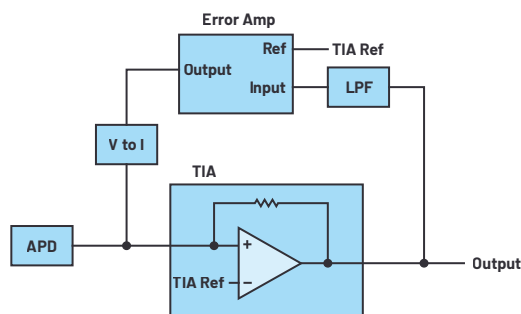 Error Amp
Ref
TIA Ref
Output
Input
LPF
V to I
TIA
APD
+
TIA Ref
−
Output